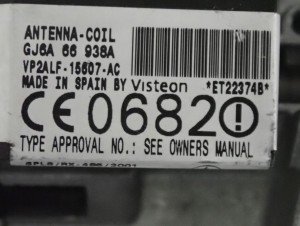 ANTENNA-COIL
GJ6A 66 938A
VP2ALF-15607-AC
MADE IN SPAIN BY Visteon *ET22374B*
CE0682
TYPE APPROVAL NO.: SEE OWNERS MANUAL